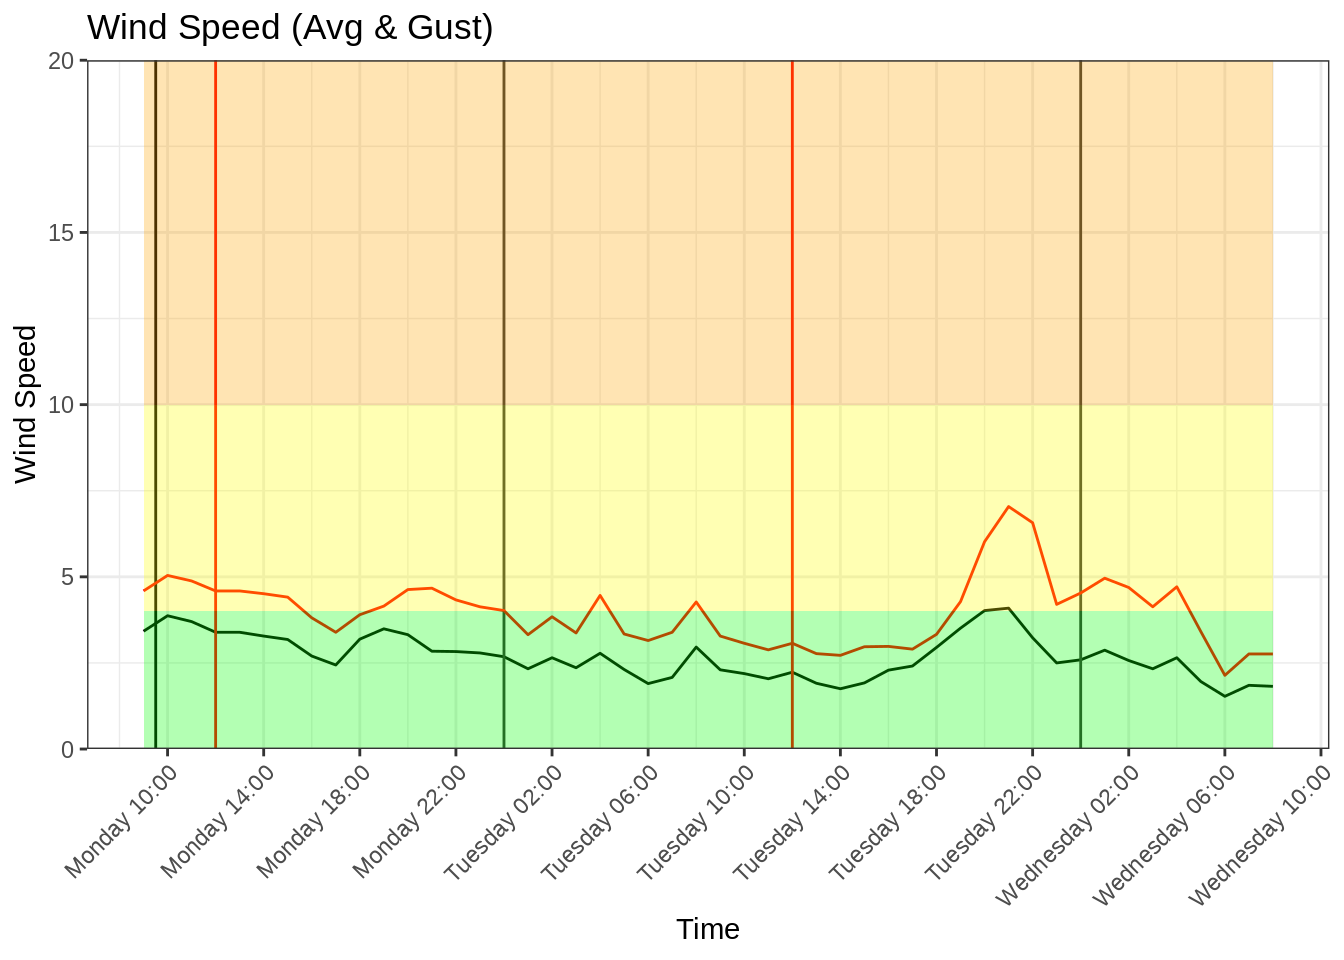 Wind Speed (Avg & Gust)
20
15
10
5
0
Wind Speed
Monday 10:00
Monday 14:00
Monday 18:00
Monday 22:00
Tuesday 02:00
Tuesday 06:00
Tuesday 10:00
Tuesday 14:00
Tuesday 18:00
Tuesday 22:00
Wednesday 02:00
Wednesday 06:00
Wednesday 10:00
Time